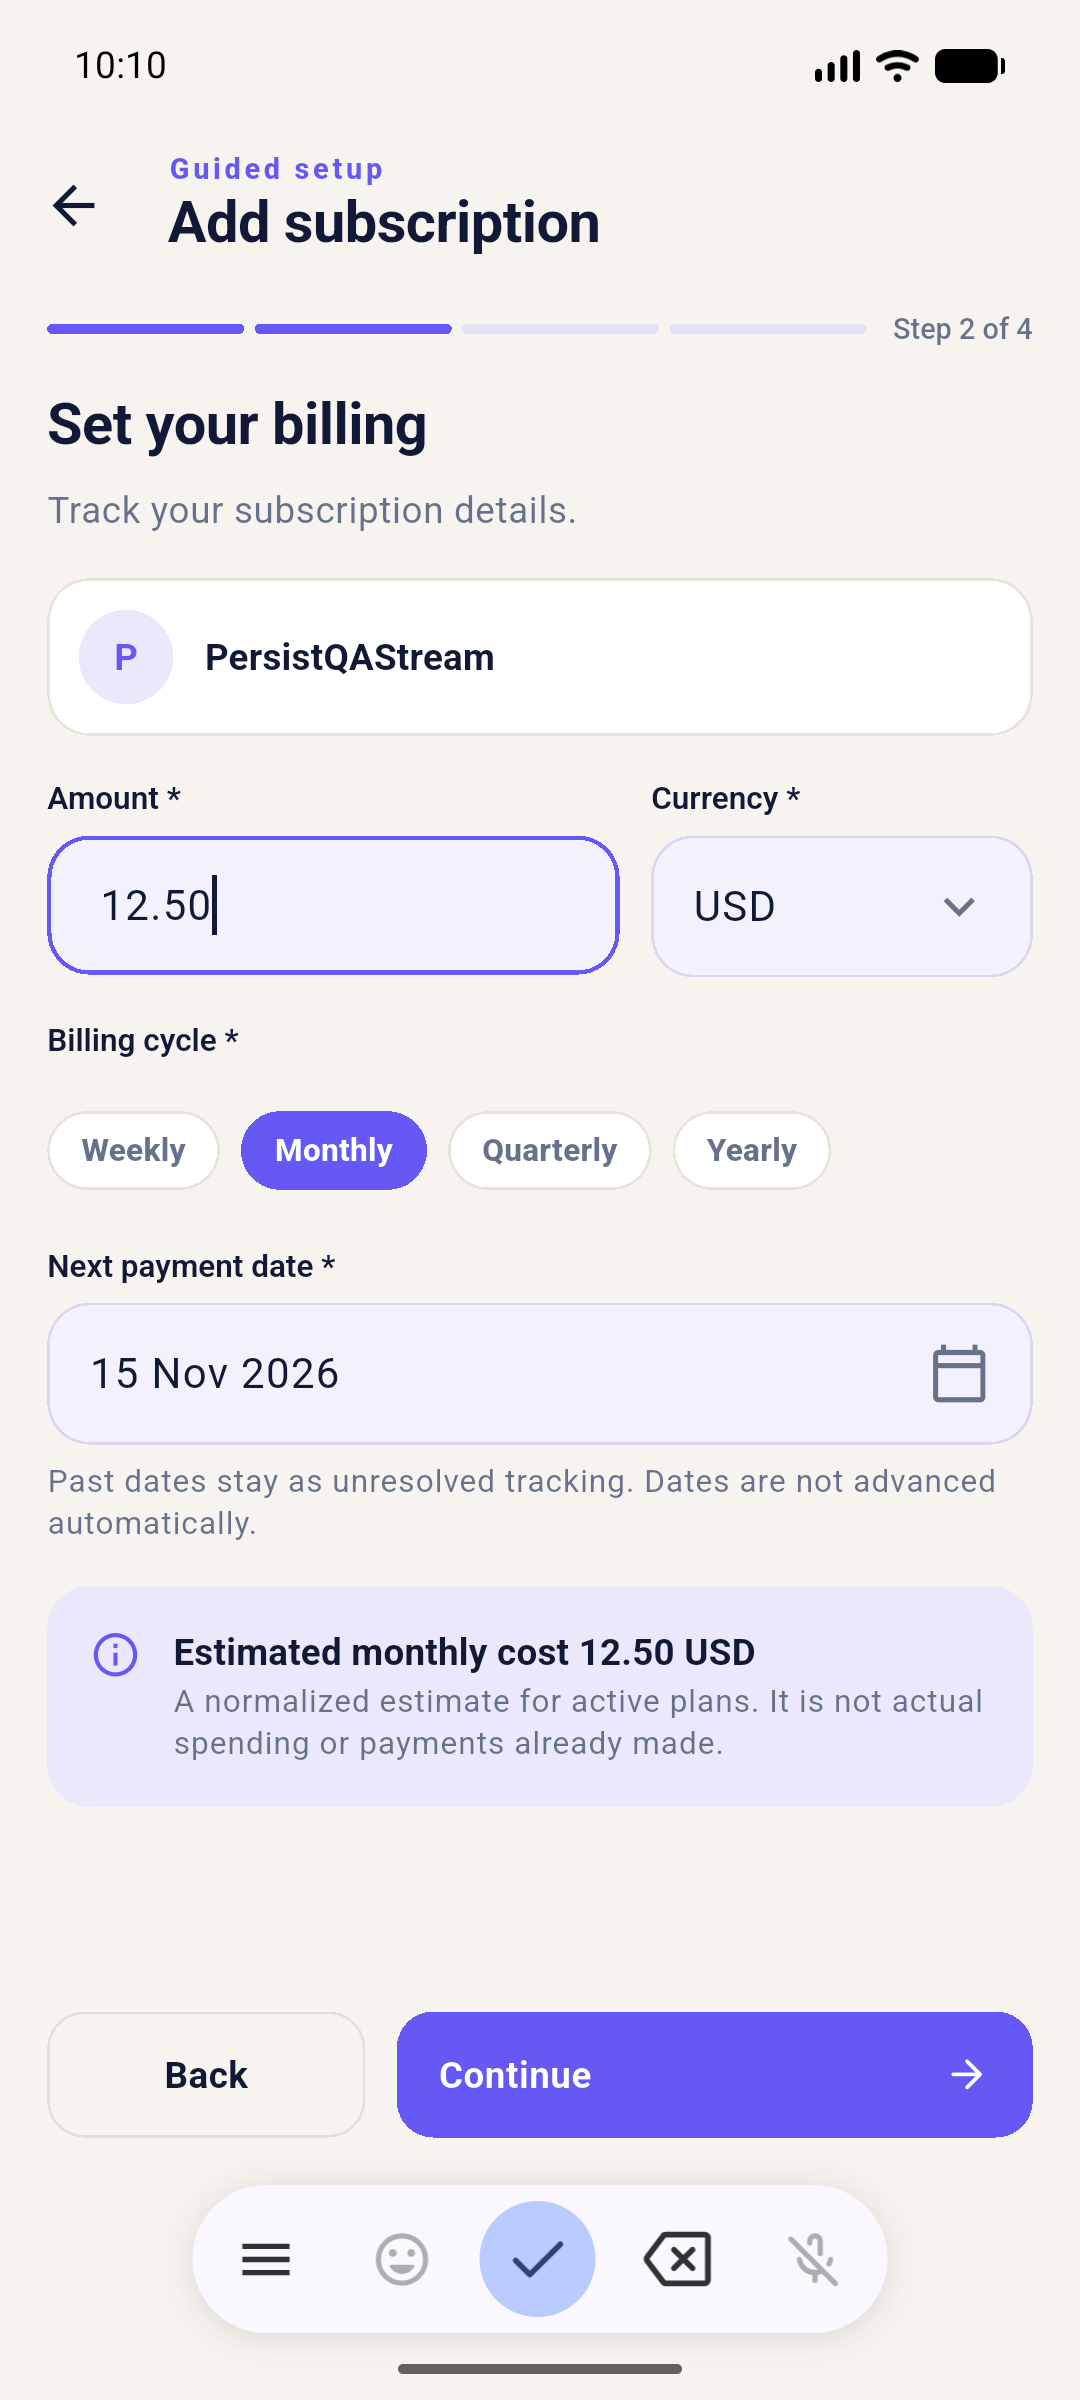 10:10
Guided setup
Add subscription
Step 2 of 4
Set your billing
Track your subscription details.
P
PersistQAStream
Amount *
Currency *
12.50
USD
Billing cycle *
Weekly
Monthly
Quarterly
Yearly
Next payment date *
15 Nov 2026
Past dates stay as unresolved tracking. Dates are not advanced
automatically.
Estimated monthly cost 12.50 USD
A normalized estimate for active plans. It is not actual
spending or payments already made.
Back
Continue